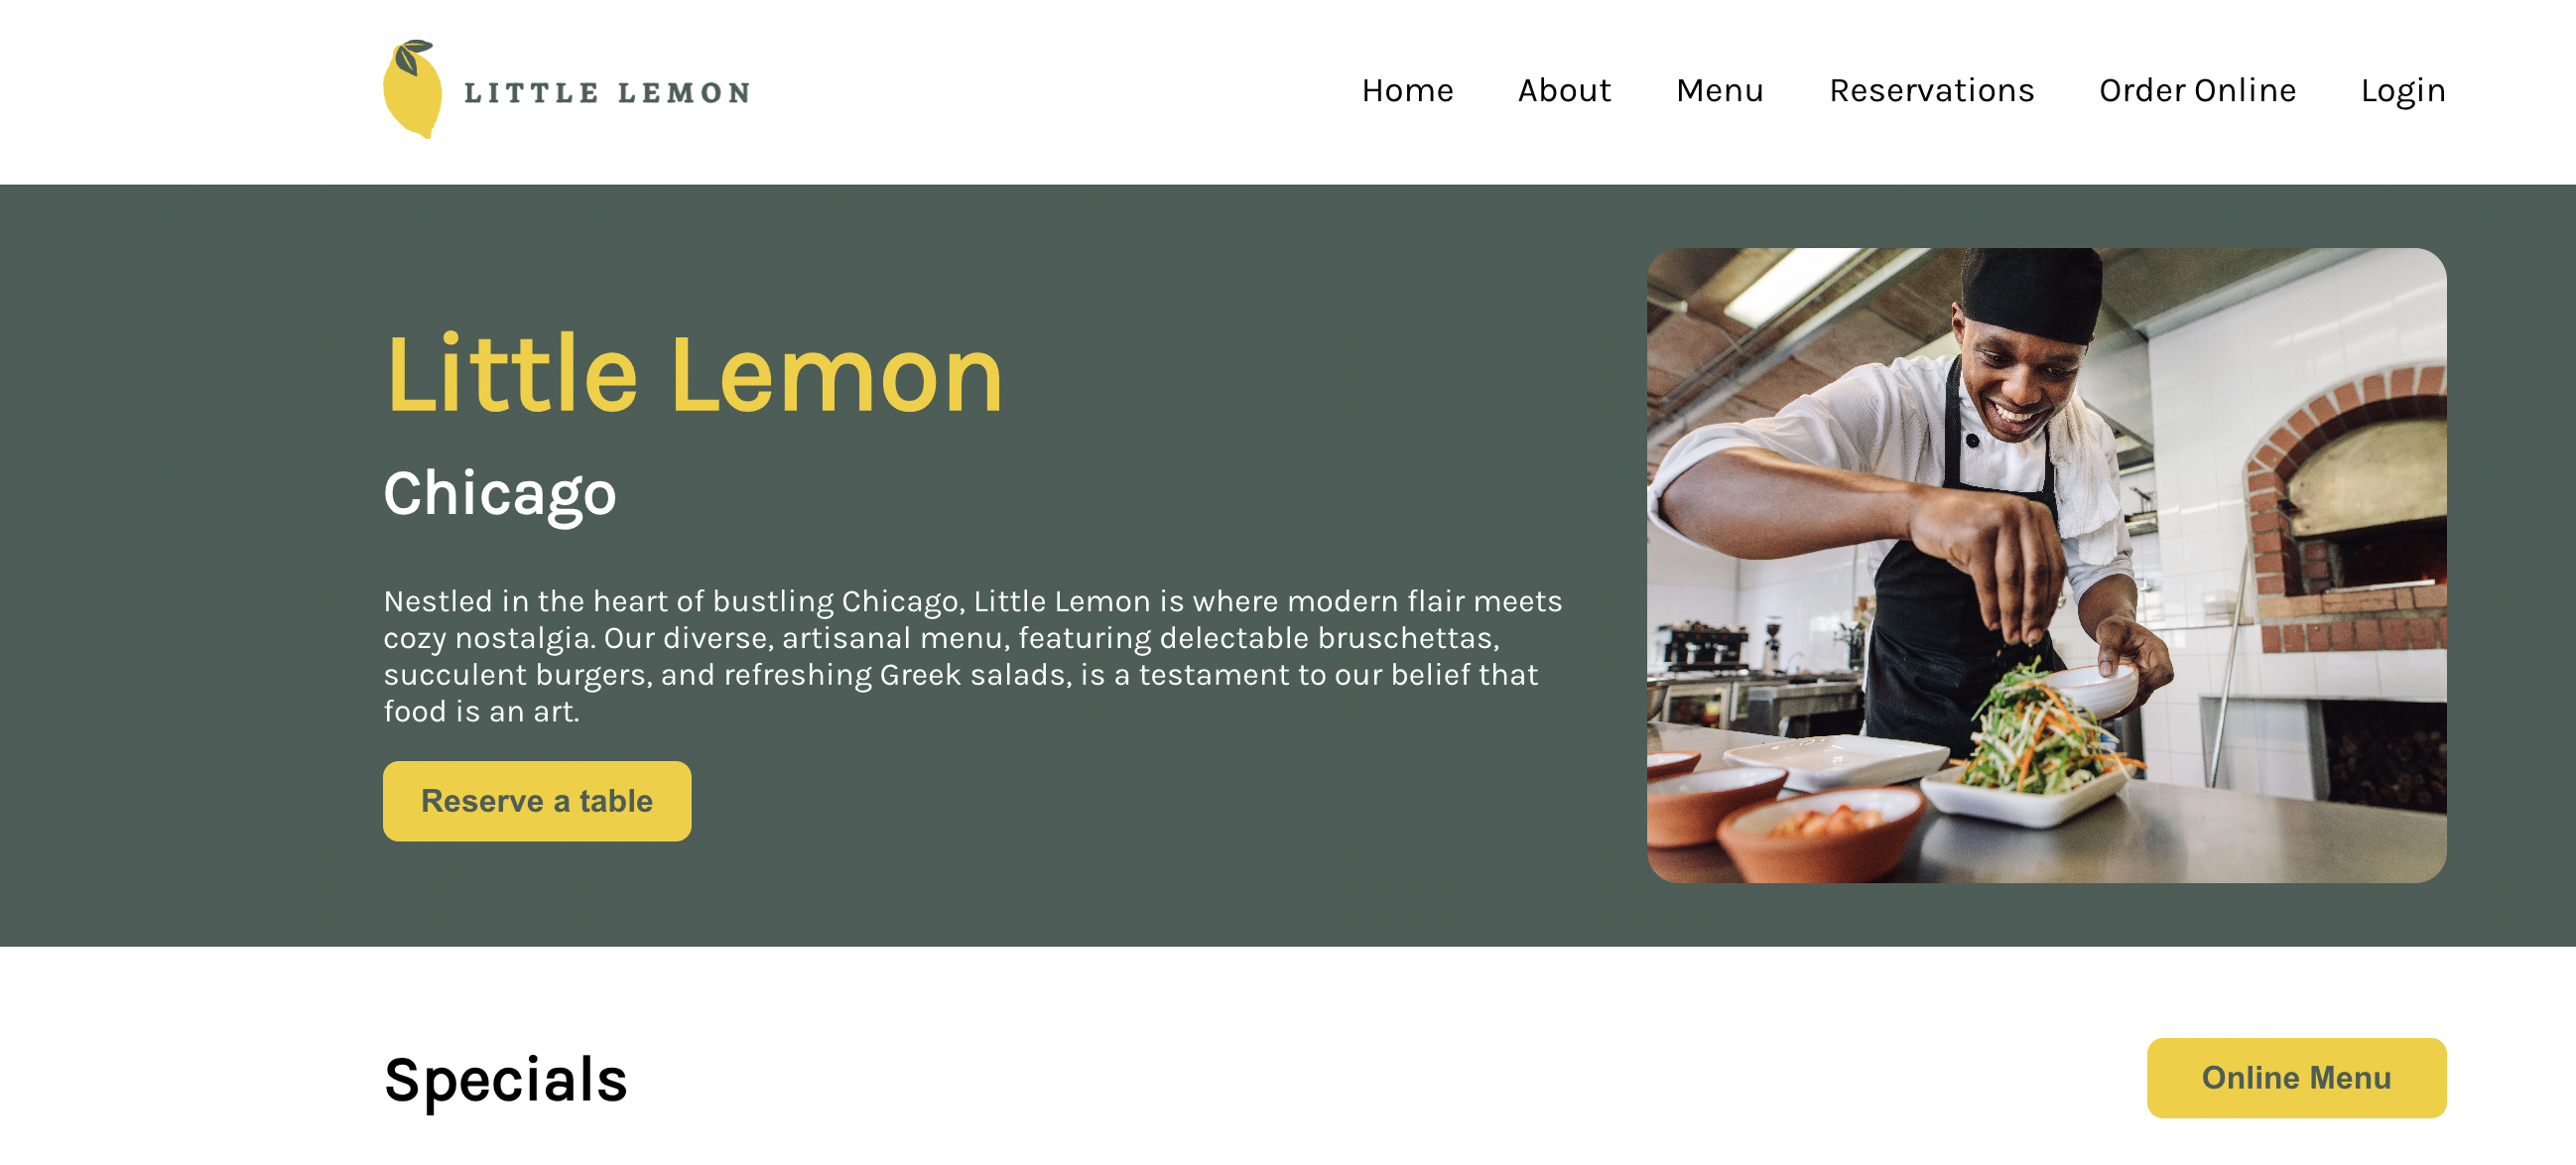 LITTLE LEMON
Home About Menu Reservations Order Online Login
Little Lemon
Chicago
Nestled in the heart of bustling Chicago, Little Lemon is where modern flair meets
cozy nostalgia. Our diverse, artisanal menu, featuring delectable bruschettas,
succulent burgers, and refreshing Greek salads, is a testament to our belief that
food is an art.
Reserve a table
Specials
Online Menu